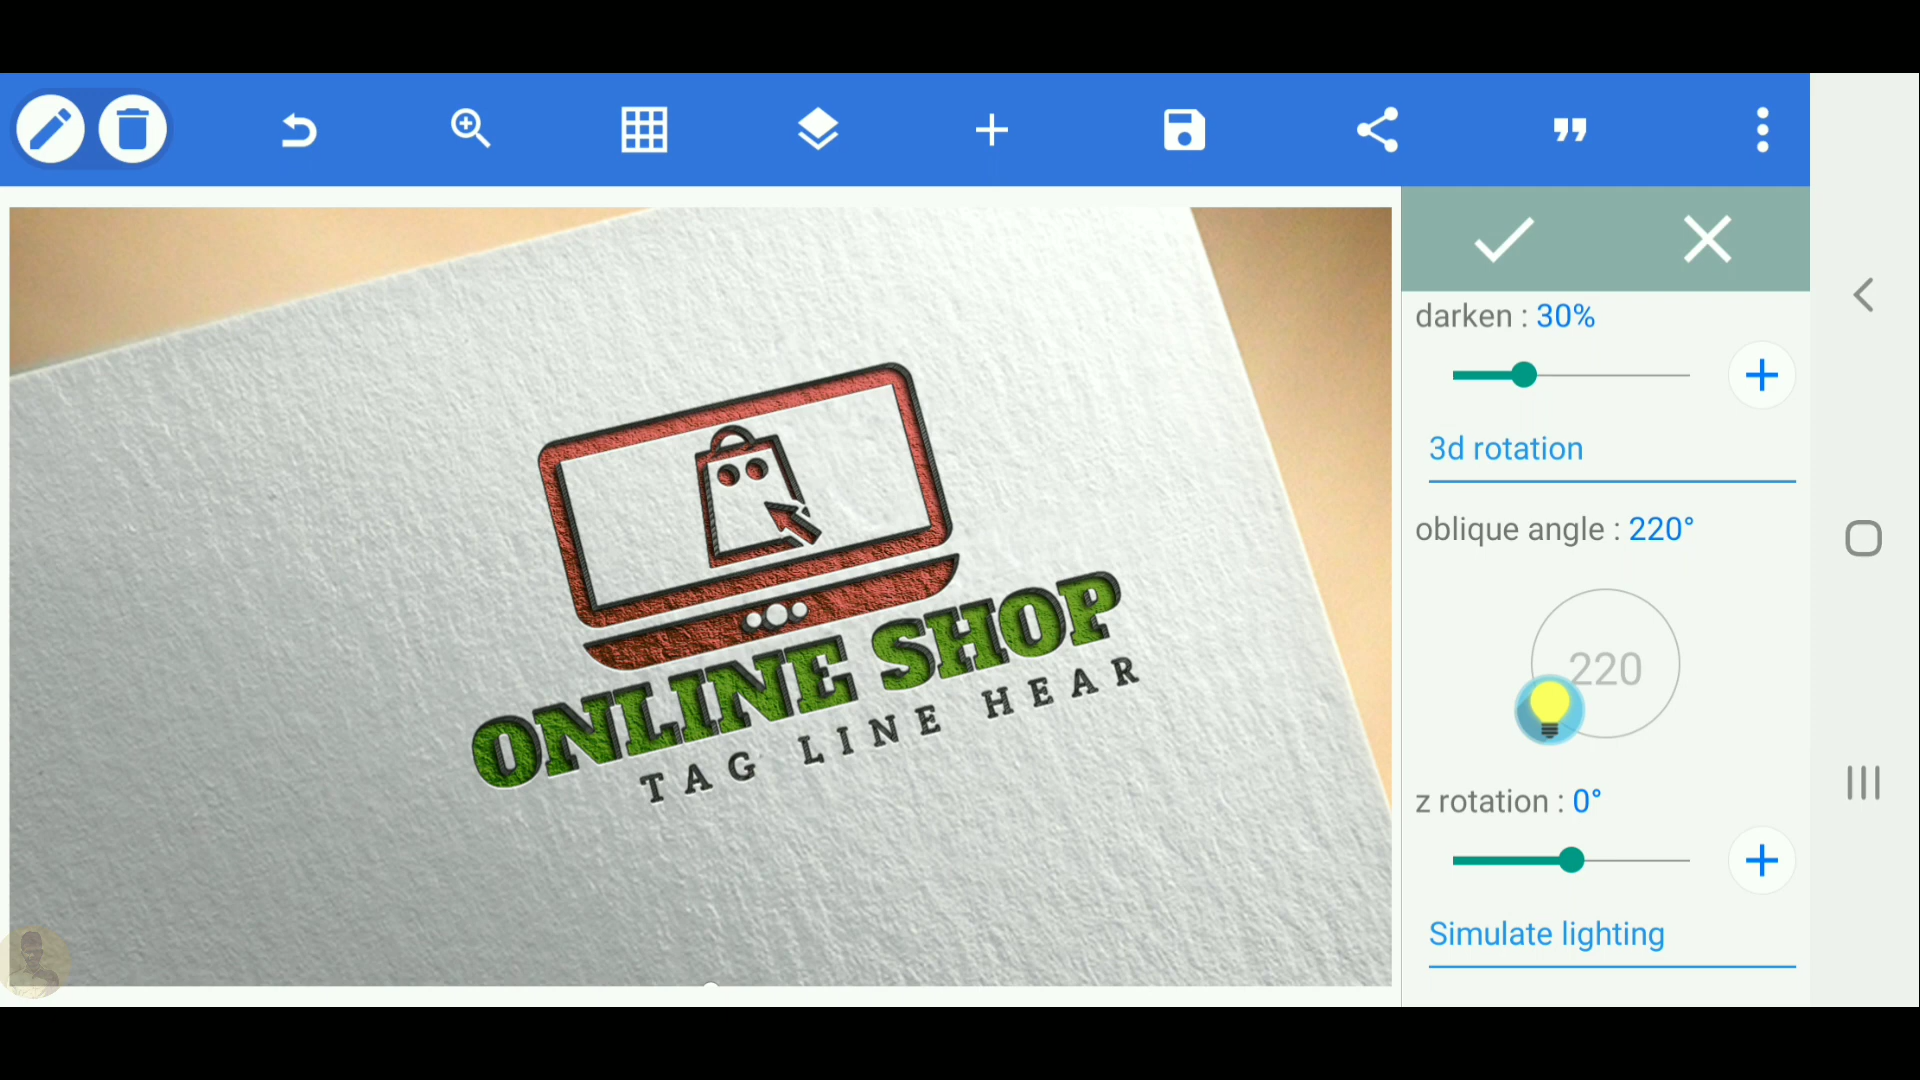 darken : 30%
3d rotation
oblique angle : 220°
220
z rotation : 0°
Simulate lighting
ONLINE SHOP
TAG LINE HEAR